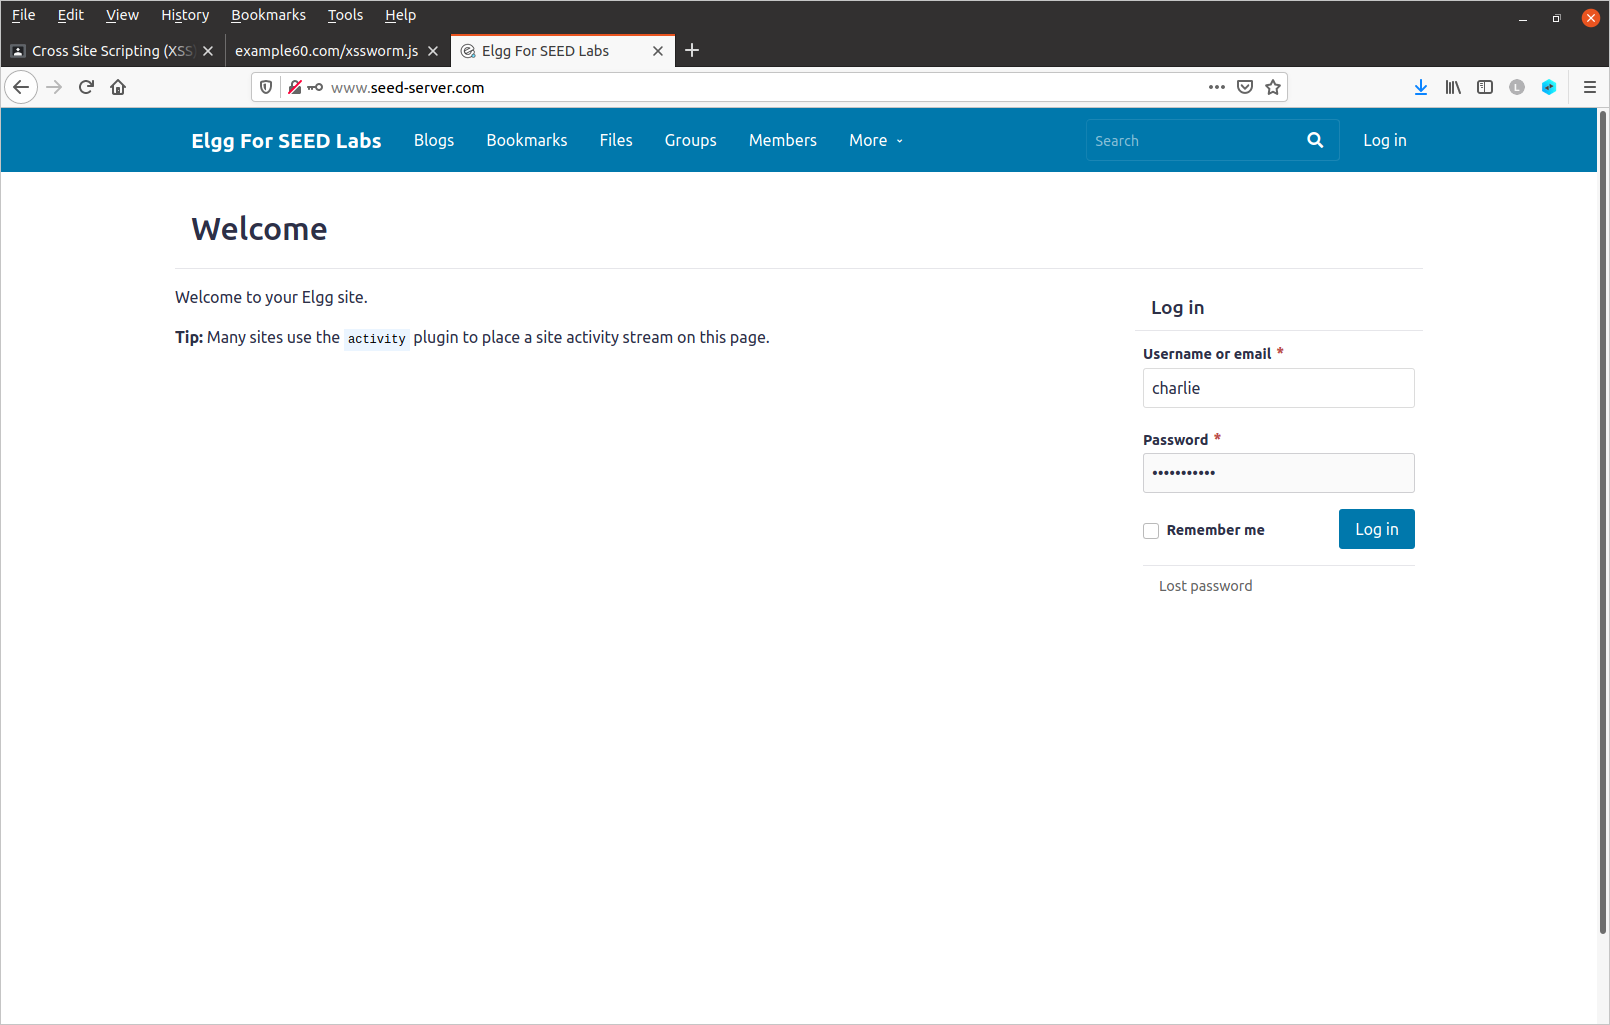 File Edit View History Bookmarks Tools Help
Cross Site Scripting (XSS) example60.com/xssworm.js Elgg For SEED Labs
www.seed-server.com
L
Elgg For SEED Labs Blogs Bookmarks Files Groups Members More Search Log in
Welcome
Welcome to your Elgg site.
Tip: Many sites use the activity plugin to place a site activity stream on this page.
Log in
Username or email *
charlie
Password *
•••••••••••
Remember me Log in
Lost password